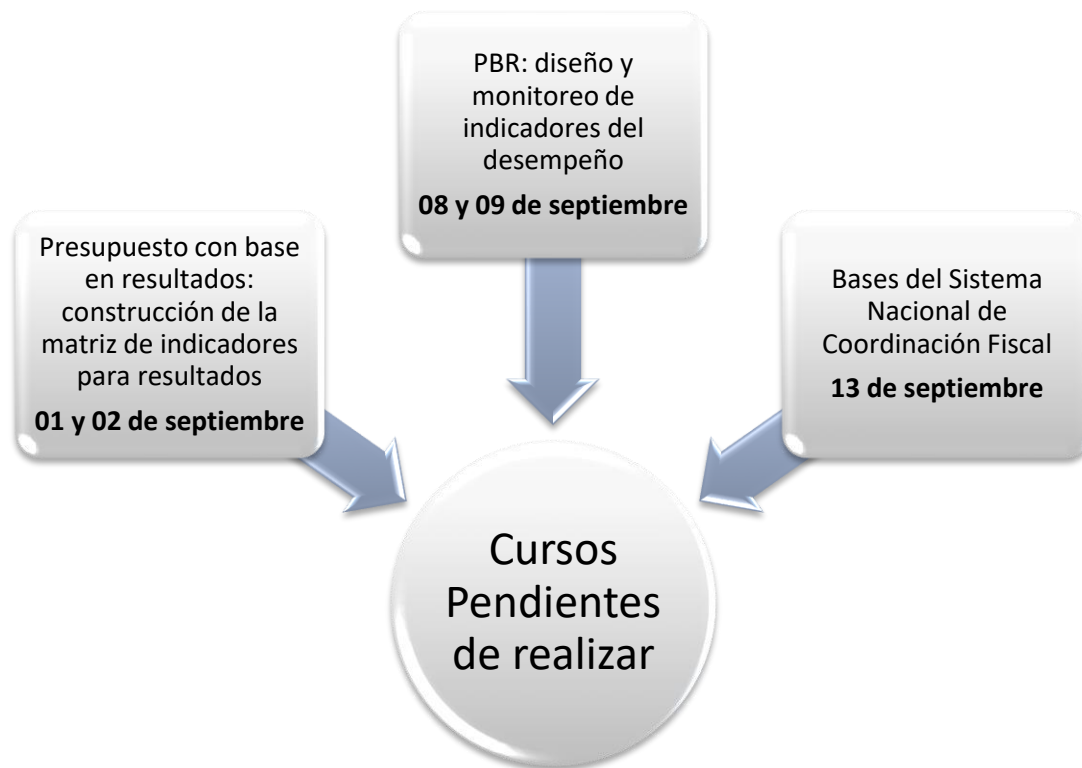 Presupuesto con base
en resultados:
construcción de la
matriz de indicadores
para resultados
01 y 02 de septiembre
PBR: diseño y
monitoreo de
indicadores del
desempeño
08 y 09 de septiembre
Bases del Sistema
Nacional de
Coordinación Fiscal
13 de septiembre
Cursos
Pendientes
de realizar